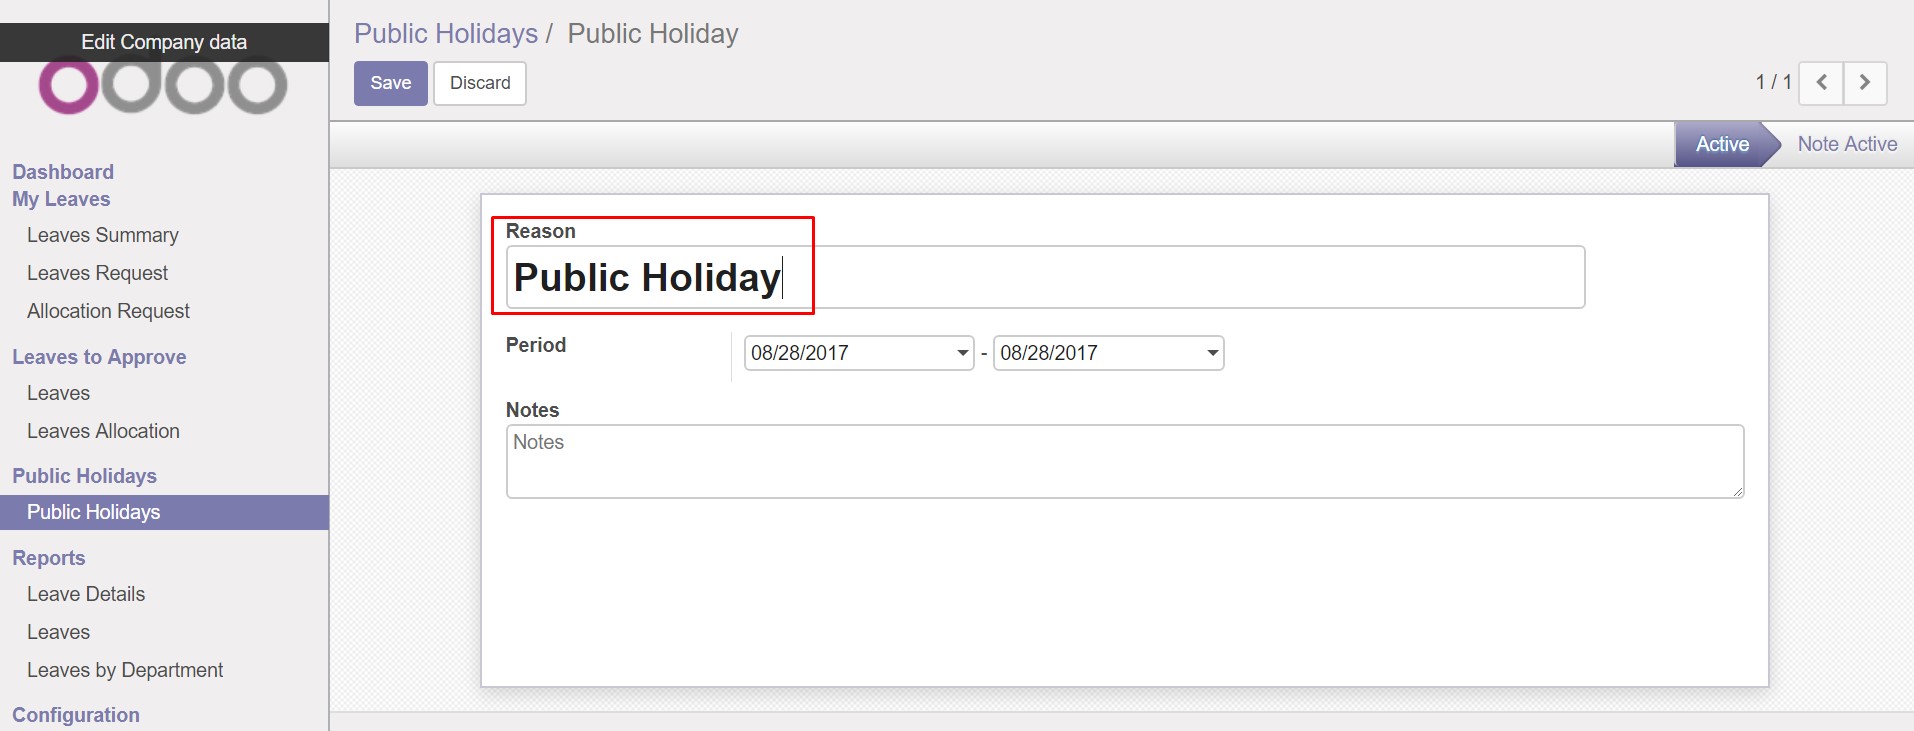 Edit Company data
odoo
Dashboard
My Leaves
Leaves Summary
Leaves Request
Allocation Request
Leaves to Approve
Leaves
Leaves Allocation
Public Holidays
Public Holidays
Reports
Leave Details
Leaves
Leaves by Department
Configuration
Public Holidays / Public Holiday
Save Discard
1 / 1
Active Note Active
Reason
Public Holiday
Period 08/28/2017 - 08/28/2017
Notes
Notes